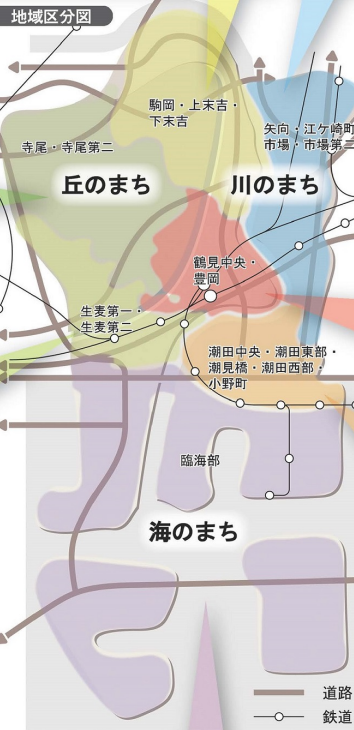 地域区分図
駒岡・上末吉・
下末吉
矢向・江ケ崎町
市場・市場第二
寺尾・寺尾第二
丘のまち
川のまち
鶴見中央・
豊岡
生麦第一・
生麦第二
潮田中央・潮田東部・
潮見橋・潮田西部・
小野町
臨海部
海のまち
道路
鉄道